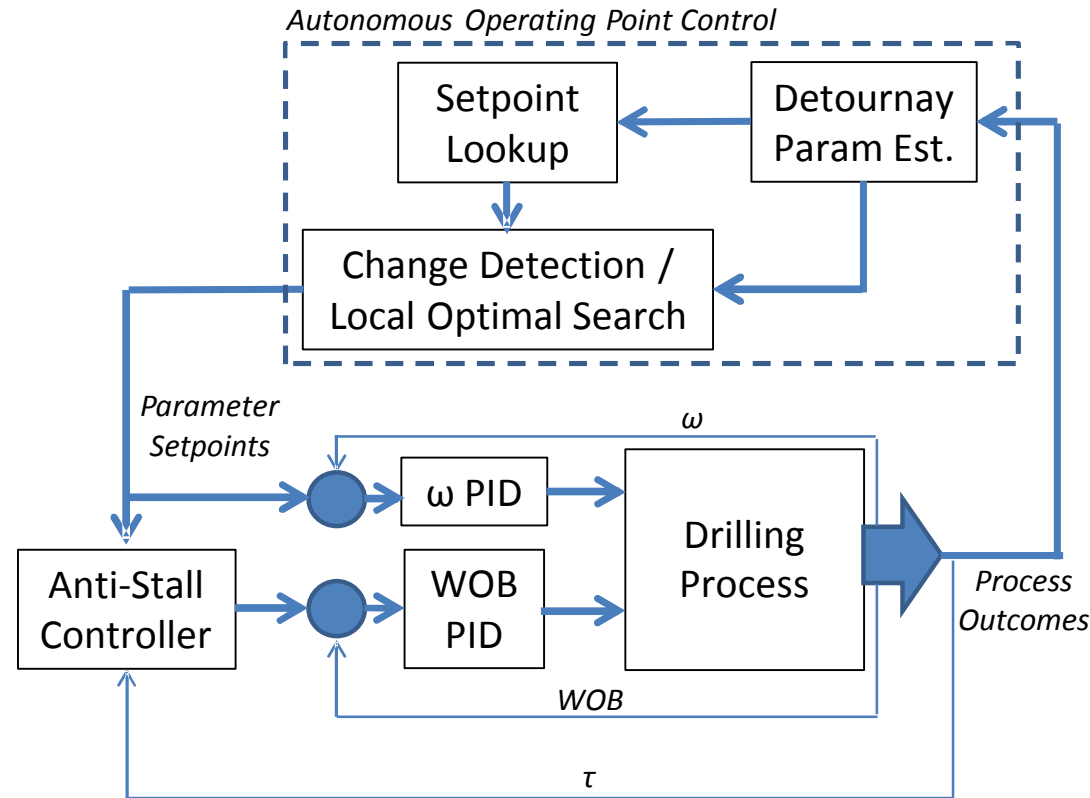 Autonomous Operating Point Control
Setpoint
Lookup
Detournay
Param Est.
Change Detection /
Local Optimal Search
Parameter
Setpoints
ω
ω PID
Drilling
Process
Anti-Stall
Controller
WOB
PID
Process
Outcomes
WOB
τ